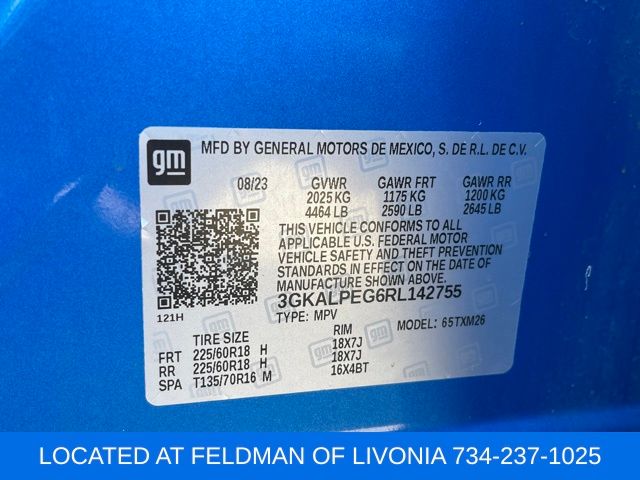 gm
MFD BY GENERAL MOTORS DE MEXICO, S. DE R.L. DE C.V.
08/23 GVWR GAWR FRT GAWR RR
2025 KG 1175 KG 1200 KG
4464 LB 2590 LB 2645 LB
THIS VEHICLE CONFORMS TO ALL
APPLICABLE U.S. FEDERAL MOTOR
VEHICLE SAFETY AND THEFT PREVENTION
STANDARDS IN EFFECT ON THE DATE
OF MANUFACTURE SHOWN ABOVE.
3GKALPEG6RL142755
121H
TYPE: MPV MODEL: 65TXM26
TIRE SIZE RIM
FRT 225/60R18 H 18X7J
RR 225/60R18 H 18X7J
SPA T135/70R16 M 16X4BT
LOCATED AT FELDMAN OF LIVONIA 734-237-1025